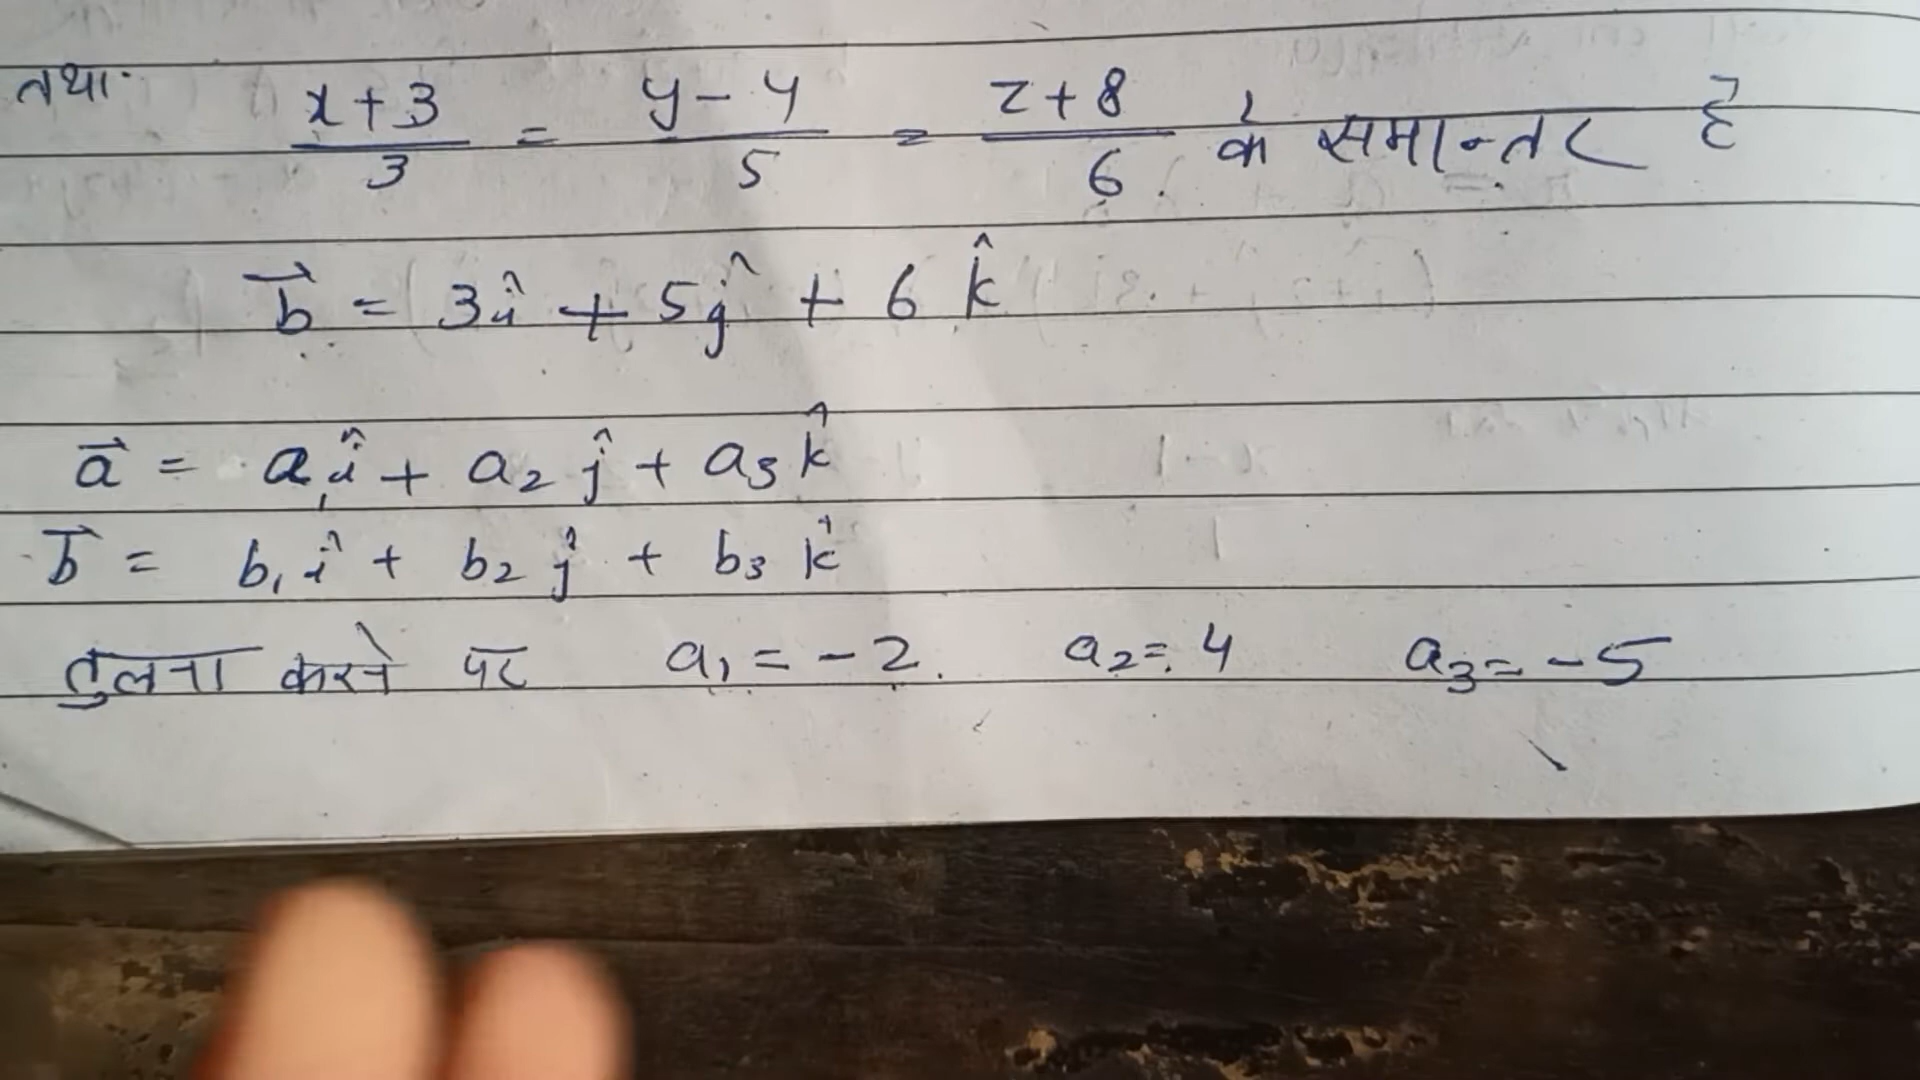 तथा x + 3 / 3 = y - 4 / 5 = z + 8 / 6 के समान्तर है
b⃗ = 3î + 5ĵ + 6k̂
a⃗ = a₁î + a₂ĵ + a₃k̂
b⃗ = b₁î + b₂ĵ + b₃k̂
तुलना करने पर a₁ = -2 a₂ = 4 a₃ = -5